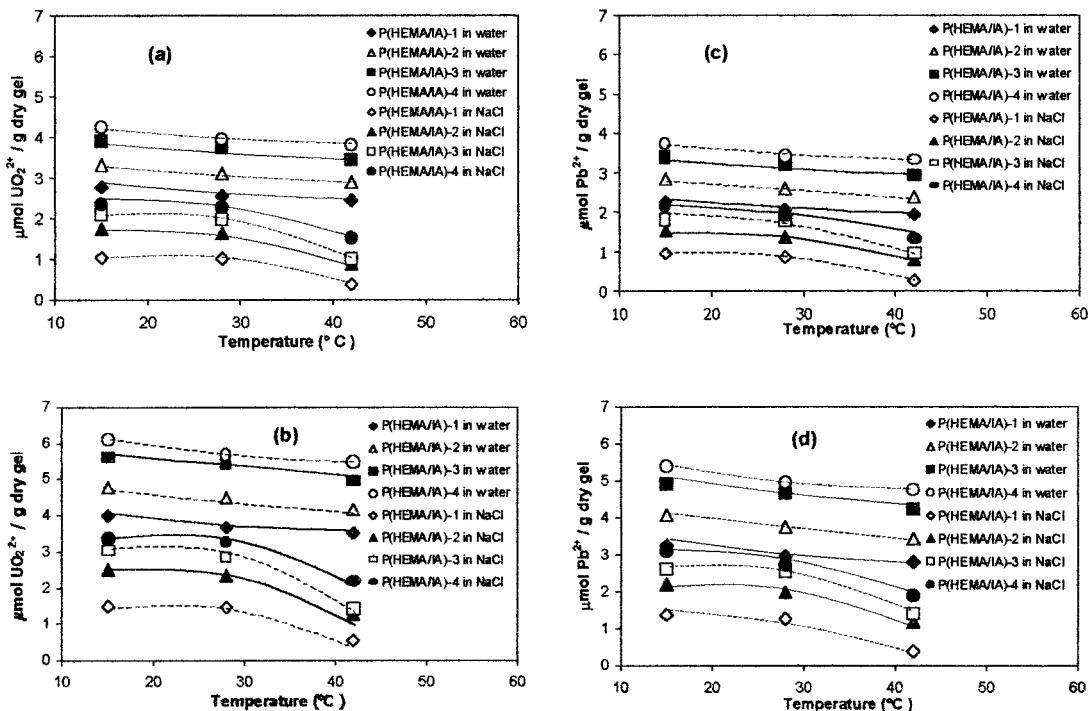 7
6
5
4
3
2
1
0
µmol UO₂²⁺ / g dry gel
(a)
P(HEMA/IA)-1 in water
P(HEMA/IA)-2 in water
P(HEMA/IA)-3 in water
P(HEMA/IA)-4 in water
P(HEMA/IA)-1 in NaCl
P(HEMA/IA)-2 in NaCl
P(HEMA/IA)-3 in NaCl
P(HEMA/IA)-4 in NaCl
10 20 30 40 50 60
Temperature (° C )
7
6
5
4
3
2
1
0
µmol Pb²⁺ / g dry gel
(c)
P(HEMA/IA)-1 in water
P(HEMA/IA)-2 in water
P(HEMA/IA)-3 in water
P(HEMA/IA)-4 in water
P(HEMA/IA)-1 in NaCl
P(HEMA/IA)-2 in NaCl
P(HEMA/IA)-3 in NaCl
P(HEMA/IA)-4 in NaCl
10 20 30 40 50 60
Temperature (°C )
7
6
5
4
3
2
1
0
µmol UO₂²⁺ / g dry gel
(b)
P(HEMA/IA)-1 in water
P(HEMA/IA)-2 in water
P(HEMA/IA)-3 in water
P(HEMA/IA)-4 in water
P(HEMA/IA)-1 in NaCl
P(HEMA/IA)-2 in NaCl
P(HEMA/IA)-3 in NaCl
P(HEMA/IA)-4 in NaCl
10 20 30 40 50 60
Temperature (ºC )
7
6
5
4
3
2
1
0
µmol Pb²⁺ / g dry gel
(d)
P(HEMA/IA)-1 in water
P(HEMA/IA)-2 in water
P(HEMA/IA)-3 in water
P(HEMA/IA)-4 in water
P(HEMA/IA)-1 in NaCl
P(HEMA/IA)-2 in NaCl
P(HEMA/IA)-3 in NaCl
P(HEMA/IA)-4 in NaCl
10 20 30 40 50 60
Temperature (ºC )